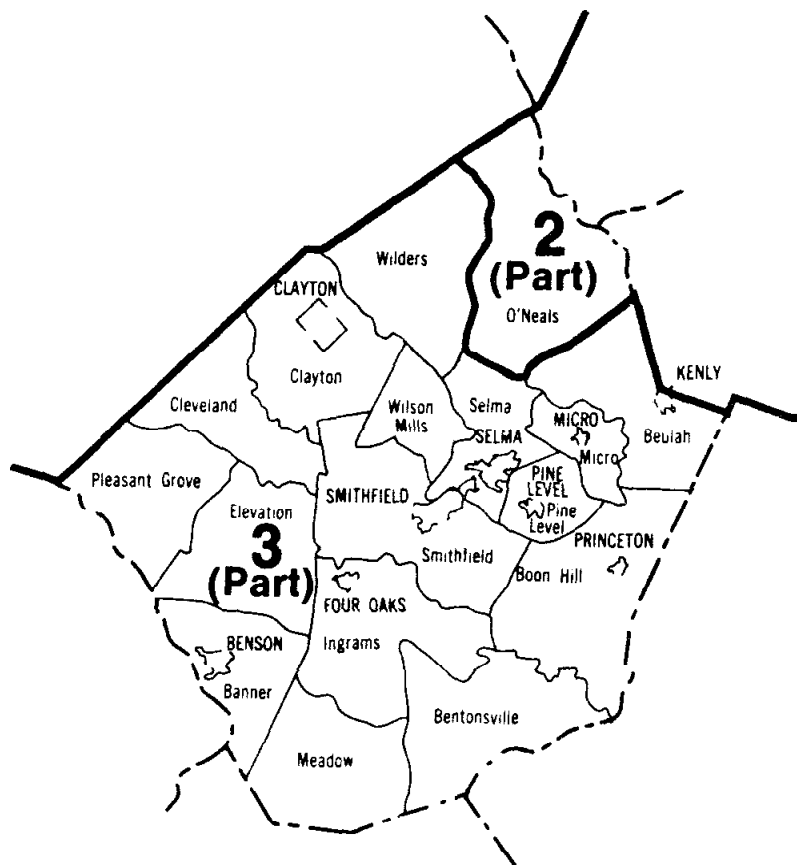 2
(Part)
Wilders
O'Neals
CLAYTON
Clayton
KENLY
Cleveland
Wilson
Mills
Selma
SELMA
MICRO
Micro
Beulah
Pleasant Grove
Elevation
SMITHFIELD
PINE
LEVEL
Pine
Level
PRINCETON
3
(Part)
Smithfield
Boon Hill
FOUR OAKS
Ingrams
BENSON
Banner
Bentonsville
Meadow